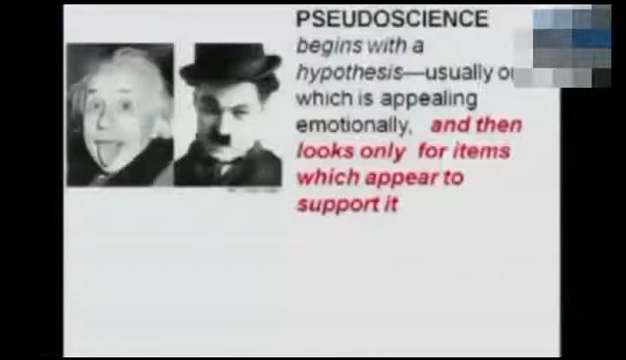 PSEUDOSCIENCE
begins with a
hypothesis—usually
which is appealing
emotionally, and then
looks only for items
which appear to
support it